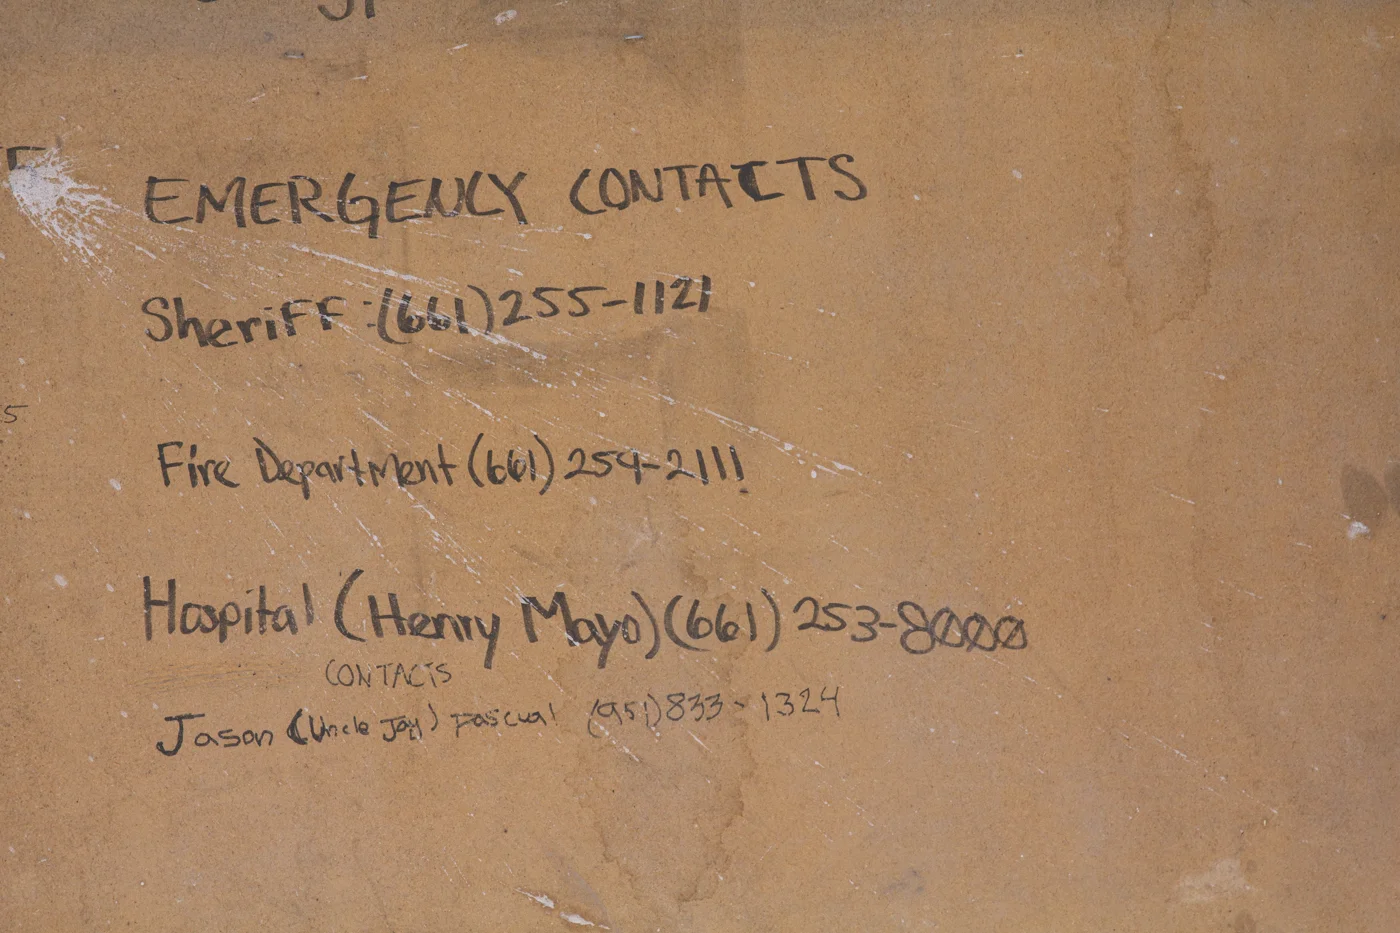 EMERGENCY CONTACTS
Sheriff: (661) 255-1121
Fire Department (661) 259-2111
Hospital (Henry Mayo) (661) 253-8000
CONTACTS
Jason (Uncle Jay) Pascual (951) 833-1324